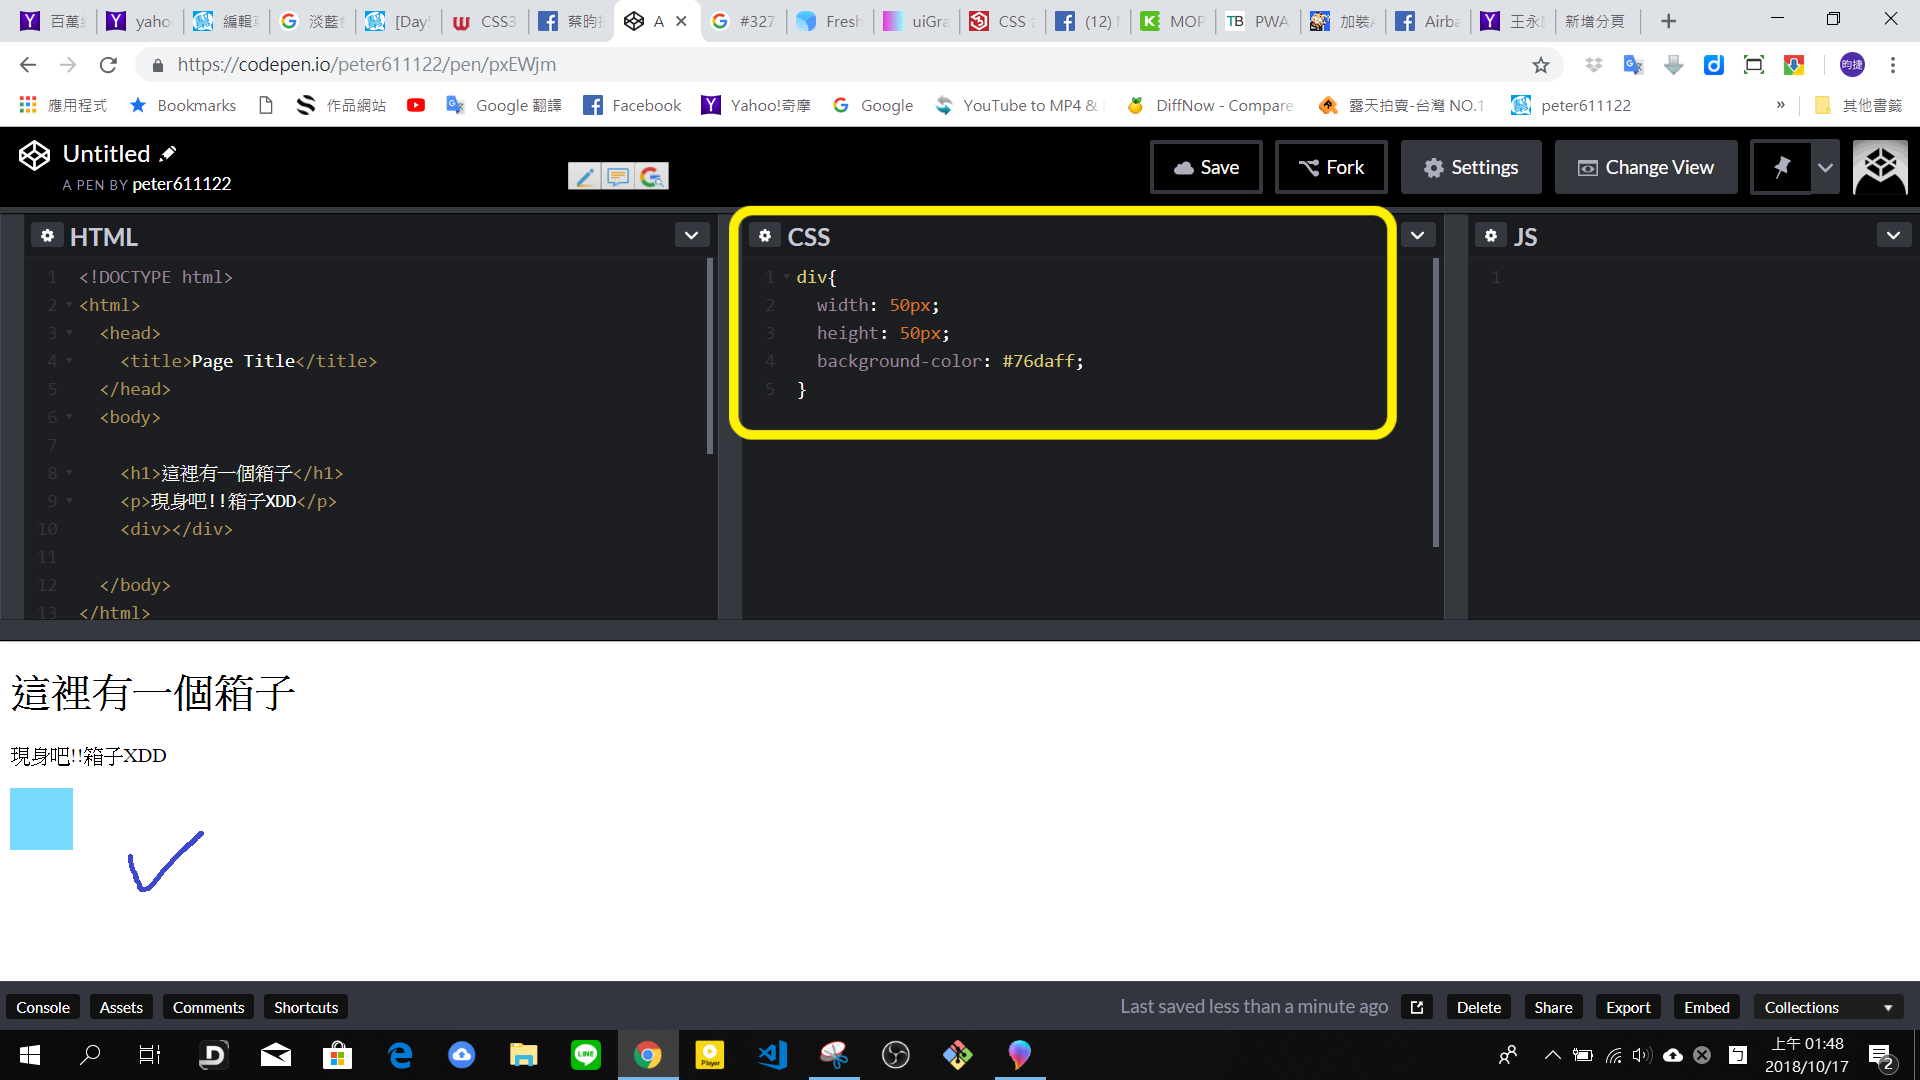 百萬 yaho 編輯 淡藍 [Day CSS3 蔡昀 A #327 Fresh uiGra CSS (12) MOP TB PWA 加裝 Airba 王永 新增分頁
https://codepen.io/peter611122/pen/pxEWjm 昀捷
應用程式 Bookmarks 作品網站 Google 翻譯 Facebook Yahoo!奇摩 Google YouTube to MP4 & DiffNow - Compare 露天拍賣-台灣 NO.1 peter611122 » 其他書籤
Untitled
A PEN BY peter611122
Save Fork Settings Change View
HTML
1 <!DOCTYPE html>
2 <html>
3 <head>
4 <title>Page Title</title>
5 </head>
6 <body>
7
8 <h1>這裡有一個箱子</h1>
9 <p>現身吧!!箱子XDD</p>
10 <div></div>
11
12 </body>
13 </html>
CSS
1 div{
2 width: 50px;
3 height: 50px;
4 background-color: #76daff;
5 }
JS
1
這裡有一個箱子
現身吧!!箱子XDD
Console Assets Comments Shortcuts Last saved less than a minute ago Delete Share Export Embed Collections
LINE Player
上午 01:48
2018/10/17
2